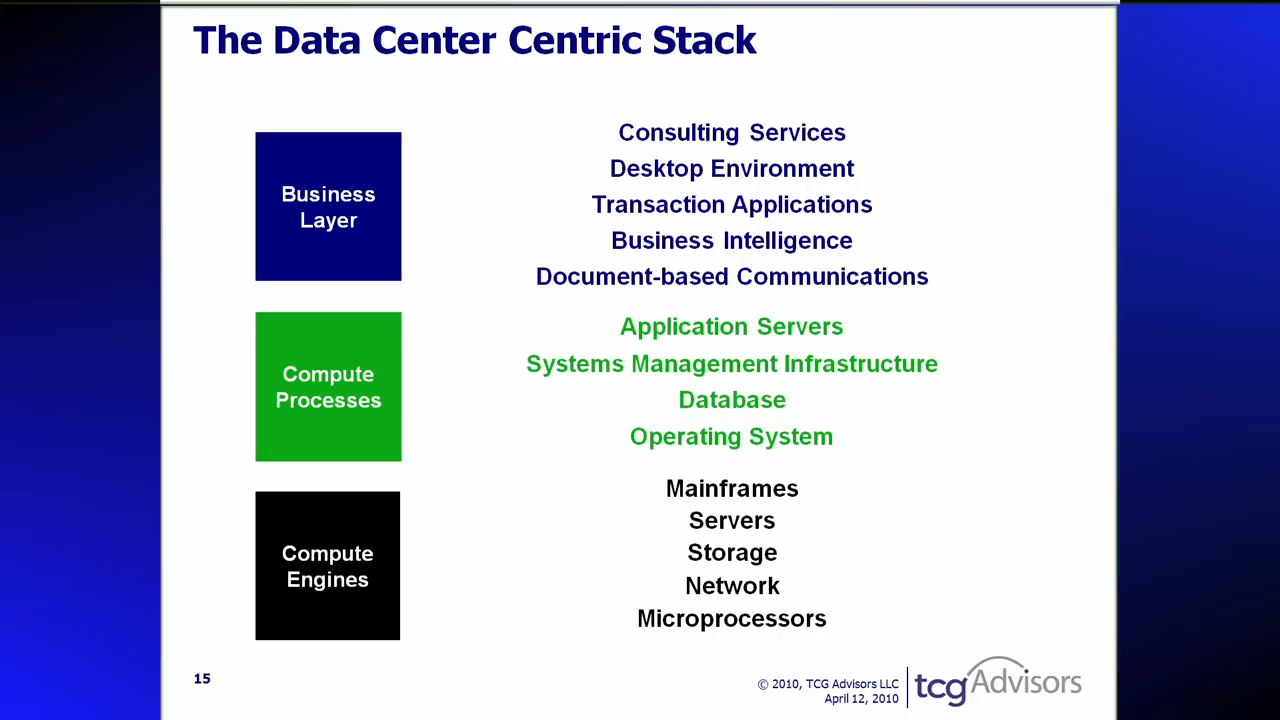 The Data Center Centric Stack
Business
Layer
Consulting Services
Desktop Environment
Transaction Applications
Business Intelligence
Document-based Communications
Compute
Processes
Application Servers
Systems Management Infrastructure
Database
Operating System
Compute
Engines
Mainframes
Servers
Storage
Network
Microprocessors
15
© 2010, TCG Advisors LLC
April 12, 2010
tcgAdvisors